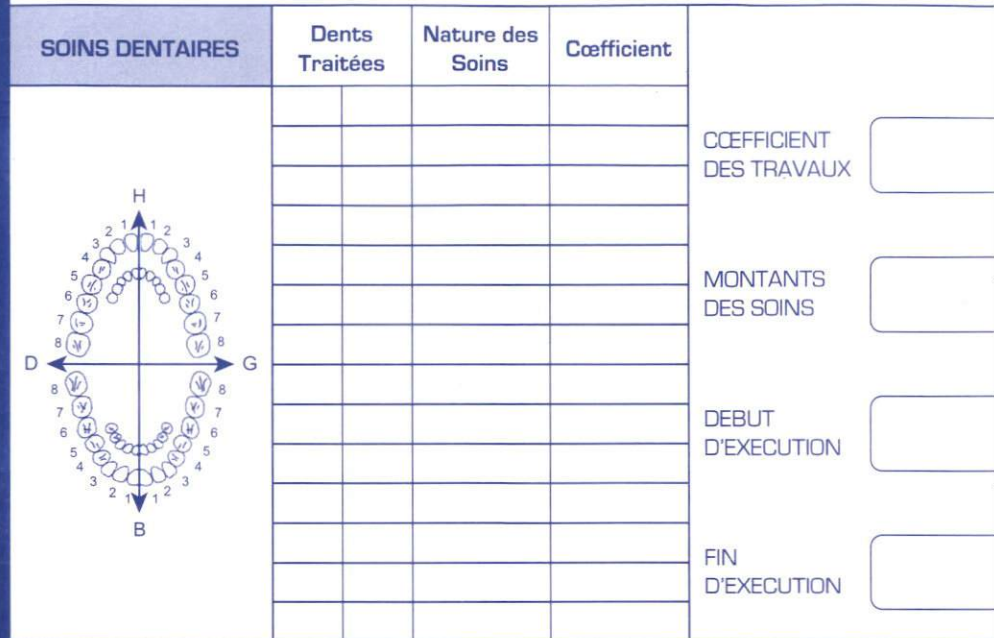 SOINS DENTAIRES
Dents
Traitées
Nature des
Soins
Cœfficient
CŒFFICIENT
DES TRAVAUX
MONTANTS
DES SOINS
DEBUT
D'EXECUTION
FIN
D'EXECUTION
H
1 1
2 2
3 3
4 4
5 5
6 6
7 7
8 8
D G
8 8
7 7
6 6
5 5
4 4
3 3
2 2
1 1
B